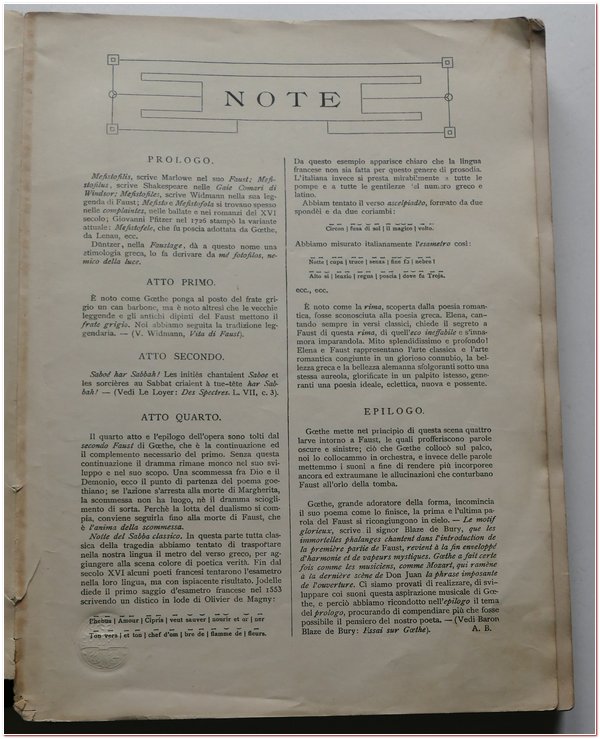 NOTE
PROLOGO.
Mefistofilis, scrive Marlowe nel suo Faust; Mefi-
stofilus, scrive Shakespeare nelle Gaie Comari di
Windsor; Mefistofiles, scrive Widmann nella sua leg-
genda di Faust; Mefisto e Mefistofola si trovano spesso
nelle complaintes, nelle ballate e nei romanzi del XVI
secolo; Giovanni Pfitzer nel 1726 stampò la variante
attuale: Mefistofele, che fu poscia adottata da Gœthe,
da Lenau, ecc.
Düntzer, nella Faustage, dà a questo nome una
etimologia greca, lo fa derivare da mé fotofilos, ne-
mico della luce.
ATTO PRIMO.
È noto come Gœthe ponga al posto del frate gri-
gio un can barbone, ma è noto altresì che le vecchie
leggende e gli antichi dipinti del Faust mettono il
frate grigio. Noi abbiamo seguita la tradizione leg-
gendaria. — (V. Widmann, Vita di Faust).
ATTO SECONDO.
Saboè har Sabbah! Les initiés chantaient Saboe et
les sorcières au Sabbat criaient à tue-tête har Sab-
bah! — (Vedi Le Loyer: Des Spectres. L. VII, c. 3).
ATTO QUARTO.
Il quarto atto e l'epilogo dell'opera sono tolti dal
secondo Faust di Gœthe, che è la continuazione ed
il complemento necessario del primo. Senza questa
continuazione il dramma rimane monco nel suo svi-
luppo e nel suo scopo. Una scommessa fra Dio e il
Demonio, ecco il punto di partenza del poema goe-
thiano; se l'azione s'arresta alla morte di Margherita,
la scommessa non ha luogo, nè il dramma sciogli-
mento di sorta. Perchè la lotta del dualismo si com-
pia, conviene seguirla fino alla morte di Faust, che
è l'anima della scommessa.
Notte del Sabba classico. In questa parte tutta clas-
sica della tragedia abbiamo tentato di trasportare
nella nostra lingua il metro del verso greco, per ag-
giungere alla scena colore di poetica verità. Fin dal
secolo XVI alcuni poeti francesi tentarono l'esametro
nella loro lingua, ma con ispiacente risultato. Jodelle
diede il primo saggio d'esametro francese nel 1553
scrivendo un distico in lode di Olivier de Magny:
Phebus | Amour | Cipris | veut sauver | nourir et or | ner
Ton vers | et ton | chef d'om | bre de | flamme de | fleurs.
Da questo esempio apparisce chiaro che la lingua
francese non sia fatta per questo genere di prosodia.
L'italiana invece si presta mirabilmente a tutte le
pompe e a tutte le gentilezze del numero greco e
latino.
Abbiam tentato il verso asclepiadèo, formato da due
spondèi e da due coriambi:
Circon | fusa di sol | il magico | volto.
Abbiamo misurato italianamente l'esametro così:
Notte | cupa | truce | senza | fine fu | nebre!
Alto si | lenzio | regna | poscia | dove fu Troja.
ecc., ecc.
È noto come la rima, scoperta dalla poesia roman-
tica, fosse sconosciuta alla poesia greca. Elena, can-
tando sempre in versi classici, chiede il segreto a
Faust di questa rima, di quell'eco ineffabile e s'inna-
mora imparandola. Mito splendidissimo e profondo!
Elena e Faust rappresentano l'arte classica e l'arte
romantica congiunte in un glorioso connubio, la bel-
lezza greca e la bellezza alemanna sfolgoranti sotto una
stessa aureola, glorificate in un palpito istesso, gene-
ranti una poesia ideale, eclettica, nuova e possente.
EPILOGO.
Gœthe mette nel principio di questa scena quattro
larve intorno a Faust, le quali profferiscono parole
oscure e sinistre; ciò che Gœthe collocò sul palco,
noi lo collocammo in orchestra, e invece delle parole
mettemmo i suoni a fine di rendere più incorporee
ancora ed extraumane le allucinazioni che conturbano
Faust all'orlo della tomba.
Gœthe, grande adoratore della forma, incomincia
il suo poema come lo finisce, la prima e l'ultima pa-
rola del Faust si ricongiungono in cielo. — Le motif
glorieux, scrive il signor Blaze de Bury, que les
immortelles phalanges chantent dans l'introduction de
la première partie de Faust, revient à la fin enveloppé
d'harmonie et de vapeurs mystiques. Gœthe a fait cette
fois comme les musiciens, comme Mozart, qui ramène
à la dernière scène de Don Juan la phrase imposante
de l'ouverture. Ci siamo provati di realizzare, di svi-
luppare coi suoni questa aspirazione musicale di Gœ-
the, e perciò abbiamo ricondotto nell'epilogo il tema
del prologo, procurando di compendiare più che fosse
possibile il pensiero del nostro poeta. — (Vedi Baron
Blaze de Bury: Essai sur Gœthe). A. B.